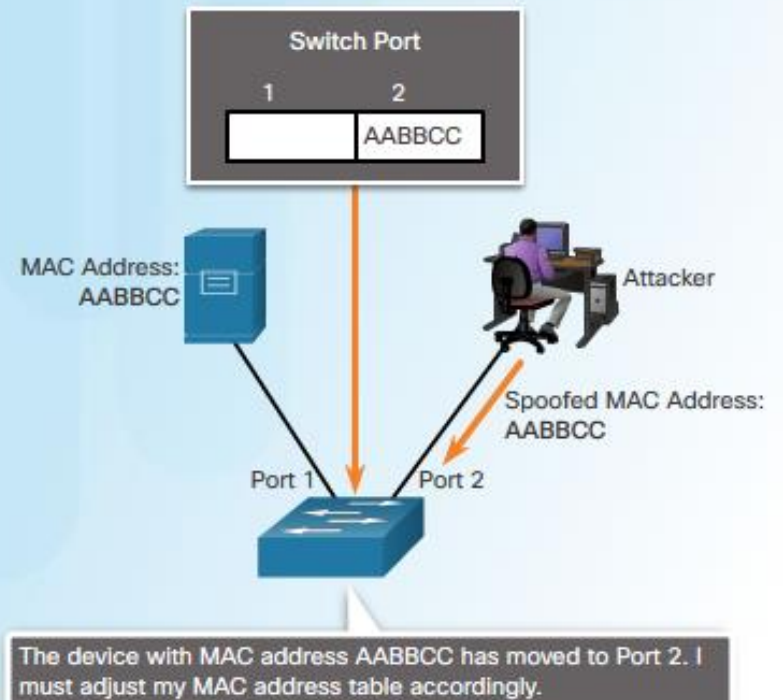 Switch Port
1 2
AABBCC
MAC Address:
AABBCC
Attacker
Spoofed MAC Address:
AABBCC
Port 1
Port 2
The device with MAC address AABBCC has moved to Port 2. I
must adjust my MAC address table accordingly.